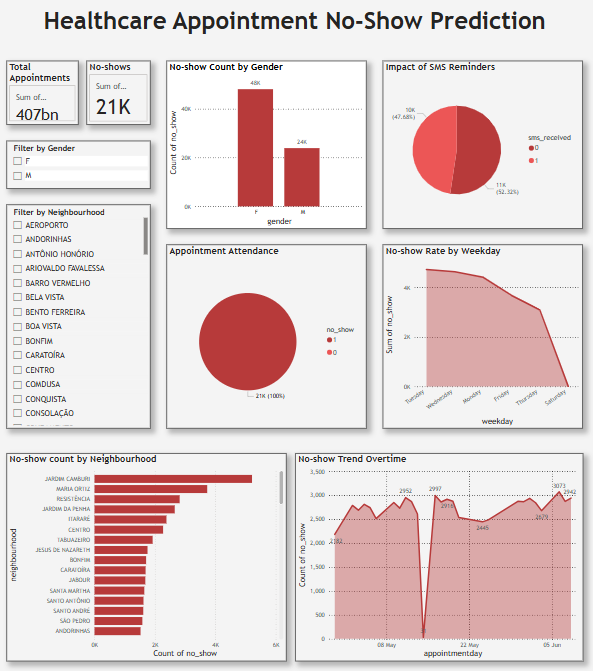 Healthcare Appointment No-Show Prediction
Total
Appointments
Sum of...
407bn
No-shows
Sum of...
21K
Filter by Gender
F
M
Filter by Neighbourhood
AEROPORTO
ANDORINHAS
ANTÔNIO HONÓRIO
ARIOVALDO FAVALESSA
BARRO VERMELHO
BELA VISTA
BENTO FERREIRA
BOA VISTA
BONFIM
CARATOÍRA
CENTRO
COMDUSA
CONQUISTA
CONSOLAÇÃO
No-show Count by Gender
Count of no_show
40K
20K
0K
48K
24K
F
M
gender
Impact of SMS Reminders
10K
(47.68%)
11K
(52.32%)
sms_received
0
1
Appointment Attendance
21K (100%)
no_show
1
0
No-show Rate by Weekday
Sum of no_show
4K
2K
0K
Tuesday
Wednesday
Monday
Friday
Thursday
Saturday
weekday
No-show count by Neighbourhood
neighbourhood
JARDIM CAMBURI
MARIA ORTIZ
RESISTÊNCIA
JARDIM DA PENHA
ITARARÉ
CENTRO
TABUAZEIRO
JESUS DE NAZARETH
BONFIM
CARATOÍRA
JABOUR
SANTA MARTHA
SANTO ANTÔNIO
SANTO ANDRÉ
SÃO PEDRO
ANDORINHAS
0K
2K
4K
6K
Count of no_show
No-show Trend Overtime
Count of no_show
3,500
3,000
2,500
2,000
1,500
1,000
500
0
2182
2952
2997
2918
2445
2679
3073
2942
08 May
22 May
05 Jun
appointmentday